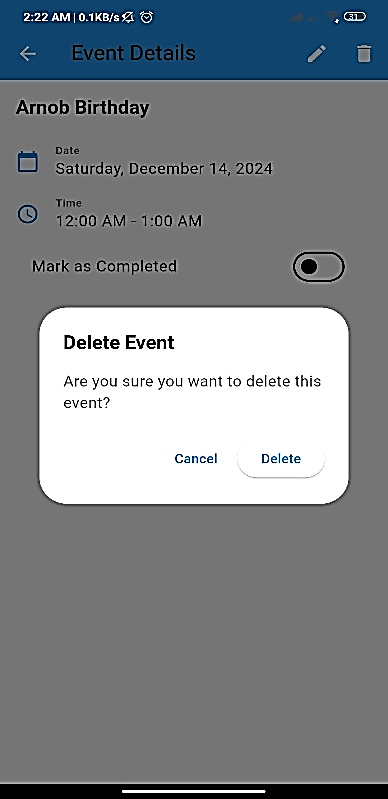 2:22 AM | 0.1KB/s 31
Event Details
Arnob Birthday
Date
Saturday, December 14, 2024
Time
12:00 AM - 1:00 AM
Mark as Completed
Delete Event
Are you sure you want to delete this
event?
Cancel Delete